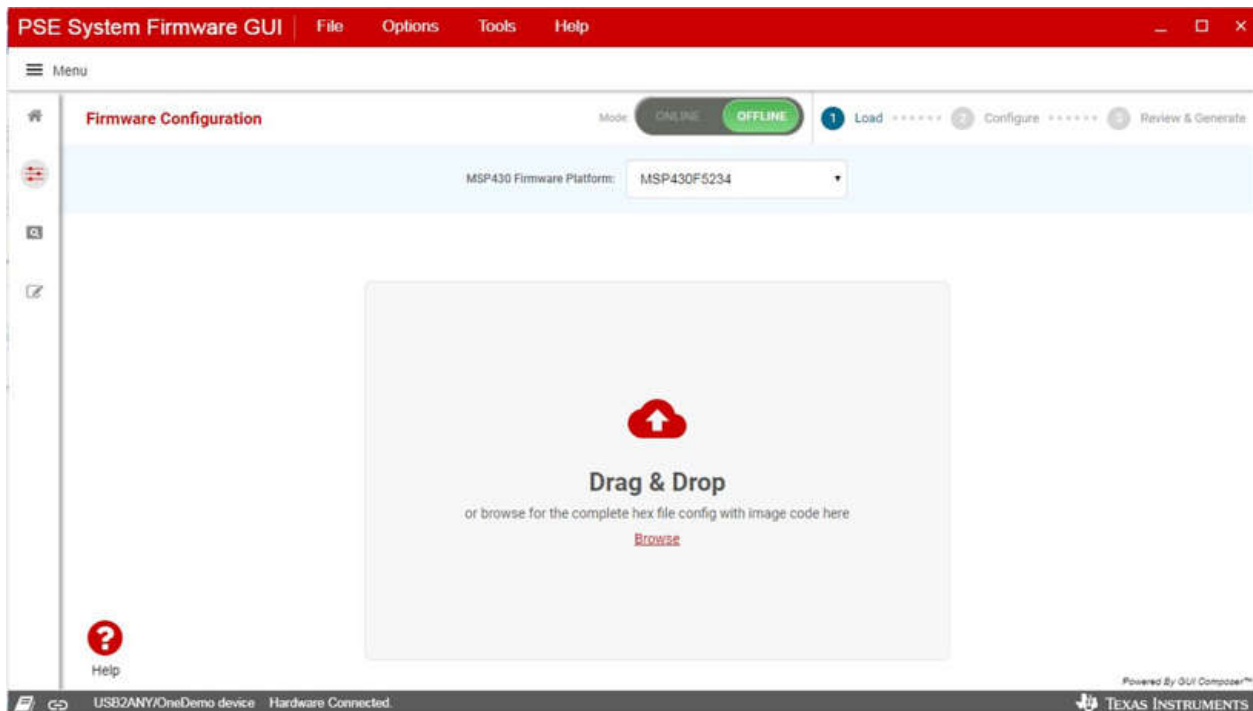 PSE System Firmware GUI File Options Tools Help
Menu
Firmware Configuration Mode ONLINE OFFLINE 1 Load 2 Configure 3 Review & Generate
MSP430 Firmware Platform: MSP430F5234
Drag & Drop
or browse for the complete hex file config with image code here
Browse
Help
Powered By GUI Composer™
USB2ANY/OneDemo device Hardware Connected. TEXAS INSTRUMENTS